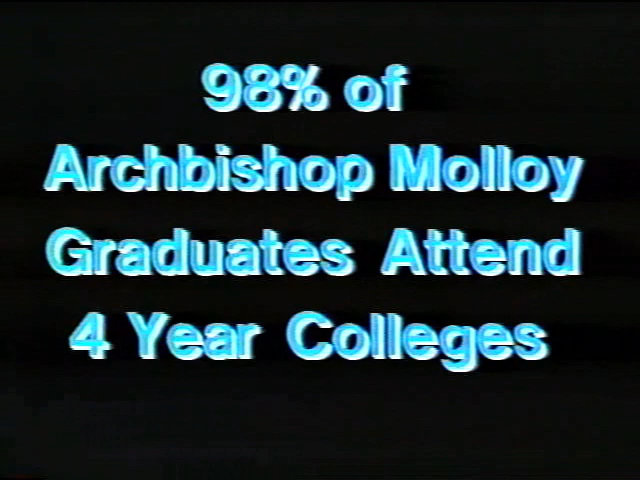 98% of
Archbishop Molloy
Graduates Attend
4 Year Colleges